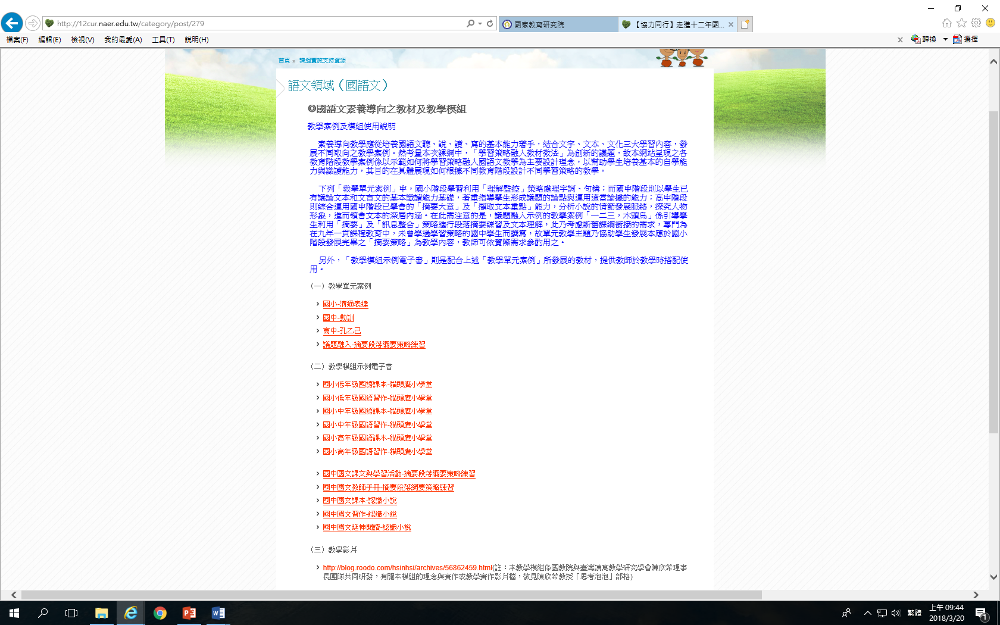 http://12cur.naer.edu.tw/category/post/279
國家教育研究院
【協力同行】走進十二年國...
檔案(F) 編輯(E) 檢視(V) 我的最愛(A) 工具(T) 說明(H)
x 轉換 選擇
首頁 » 課綱實施支持資源
語文領域（國語文）
國語文素養導向之教材及教學模組
教學案例及模組使用說明
素養導向教學應從培養國語文聽、說、讀、寫的基本能力著手，結合文字、文本、文化三大學習內容，發
展不同取向之教學案例。然考量本次課綱中，「學習策略融入教材教法」為創新的議題，故本網站呈現之各
教育階段教學案例係以示範如何將學習策略融入國語文教學為主要設計理念，以幫助學生培養基本的自學能
力與識讀能力，其目的在具體展現如何根據不同教育階段設計不同學習策略的教學。
下列「教學單元案例」中，國小階段學習利用「理解監控」策略處理字詞、句構；而國中階段則以學生已
有議論文本和文言文的基本識讀能力基礎，著重指導學生形成議題的論點與運用適當論據的能力；高中階段
則綜合運用國中階段已學會的「摘要大意」及「擷取文本重點」能力，分析小說的情節發展脈絡，探究人物
形象，進而領會文本的深層內涵。在此需注意的是，議題融入示例的教學案例「一二三，木頭鳥」係引導學
生利用「摘要」及「訊息整合」策略進行段落摘要練習及文本理解，此乃考慮新舊課綱銜接的需求，專門為
在九年一貫課程教育中，未曾學過學習策略的國中學生而撰寫，故單元教學主題乃協助學生發展本應於國小
階段發展完畢之「摘要策略」為教學內容，教師可依實際需求參酌用之。
另外，「教學模組示例電子書」則是配合上述「教學單元案例」所發展的教材，提供教師於教學時搭配使
用。
（一）教學單元案例
國小-溝通表達
國中-勤訓
高中-孔乙己
議題融入-摘要段落綱要策略練習
（二）教學模組示例電子書
國小低年級國語課本-貓頭鷹小學堂
國小低年級國語習作-貓頭鷹小學堂
國小中年級國語課本-貓頭鷹小學堂
國小中年級國語習作-貓頭鷹小學堂
國小高年級國語課本-貓頭鷹小學堂
國小高年級國語習作-貓頭鷹小學堂
國中國文課文與學習活動-摘要段落綱要策略練習
國中國文教師手冊-摘要段落綱要策略練習
國中國文課本-認識小說
國中國文習作-認識小說
國中國文延伸閱讀-認識小說
（三）教學影片
http://blog.roodo.com/hsinhsi/archives/56862459.html(註：本教學模組係國教院與臺灣讀寫教學研究學會陳欣希理事
長團隊共同研發，有關本模組的理念與實作或教學實作影片檔，敬見陳欣希教授「思考泡泡」部格)
繁體
上午 09:44
2018/3/20
1